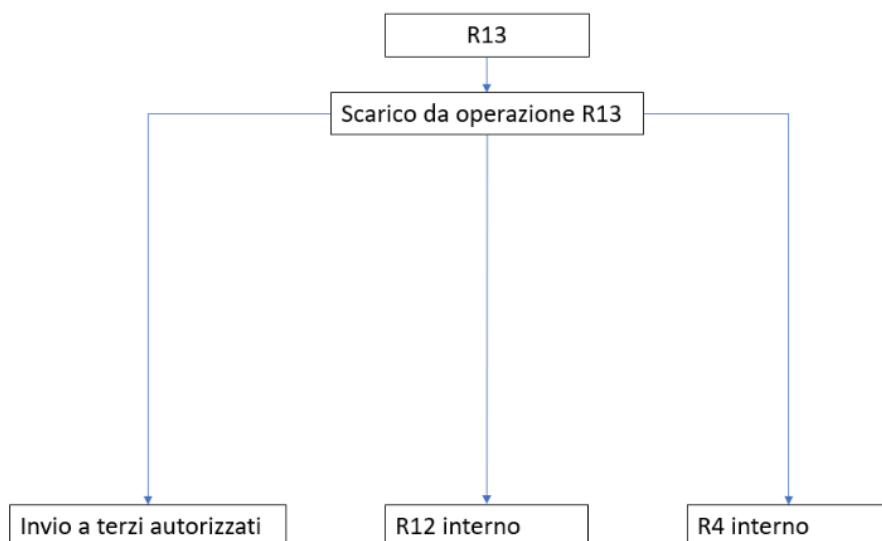 R13
Scarico da operazione R13
Invio a terzi autorizzati
R12 interno
R4 interno